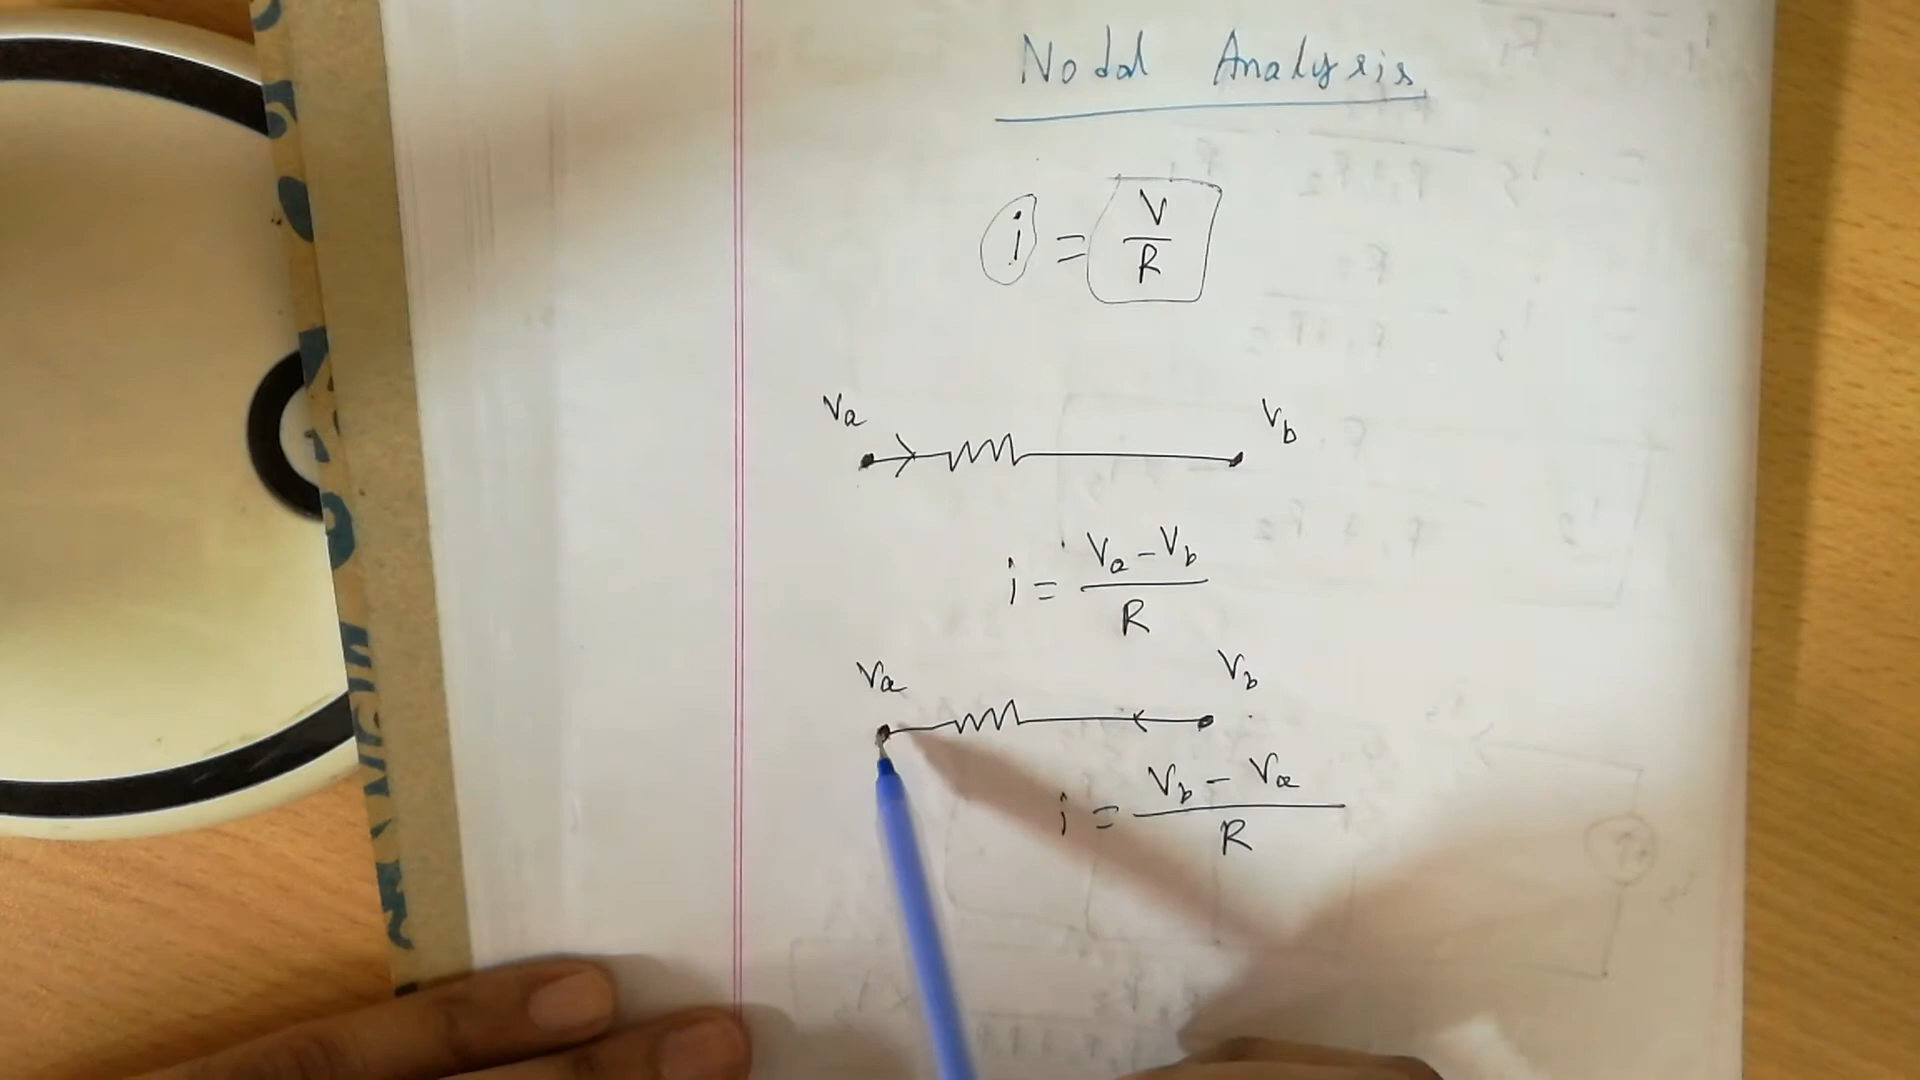 Nodal Analysis
i = V/R
Va Vb
i = Va - Vb / R
Va Vb
i = Vb - Va / R